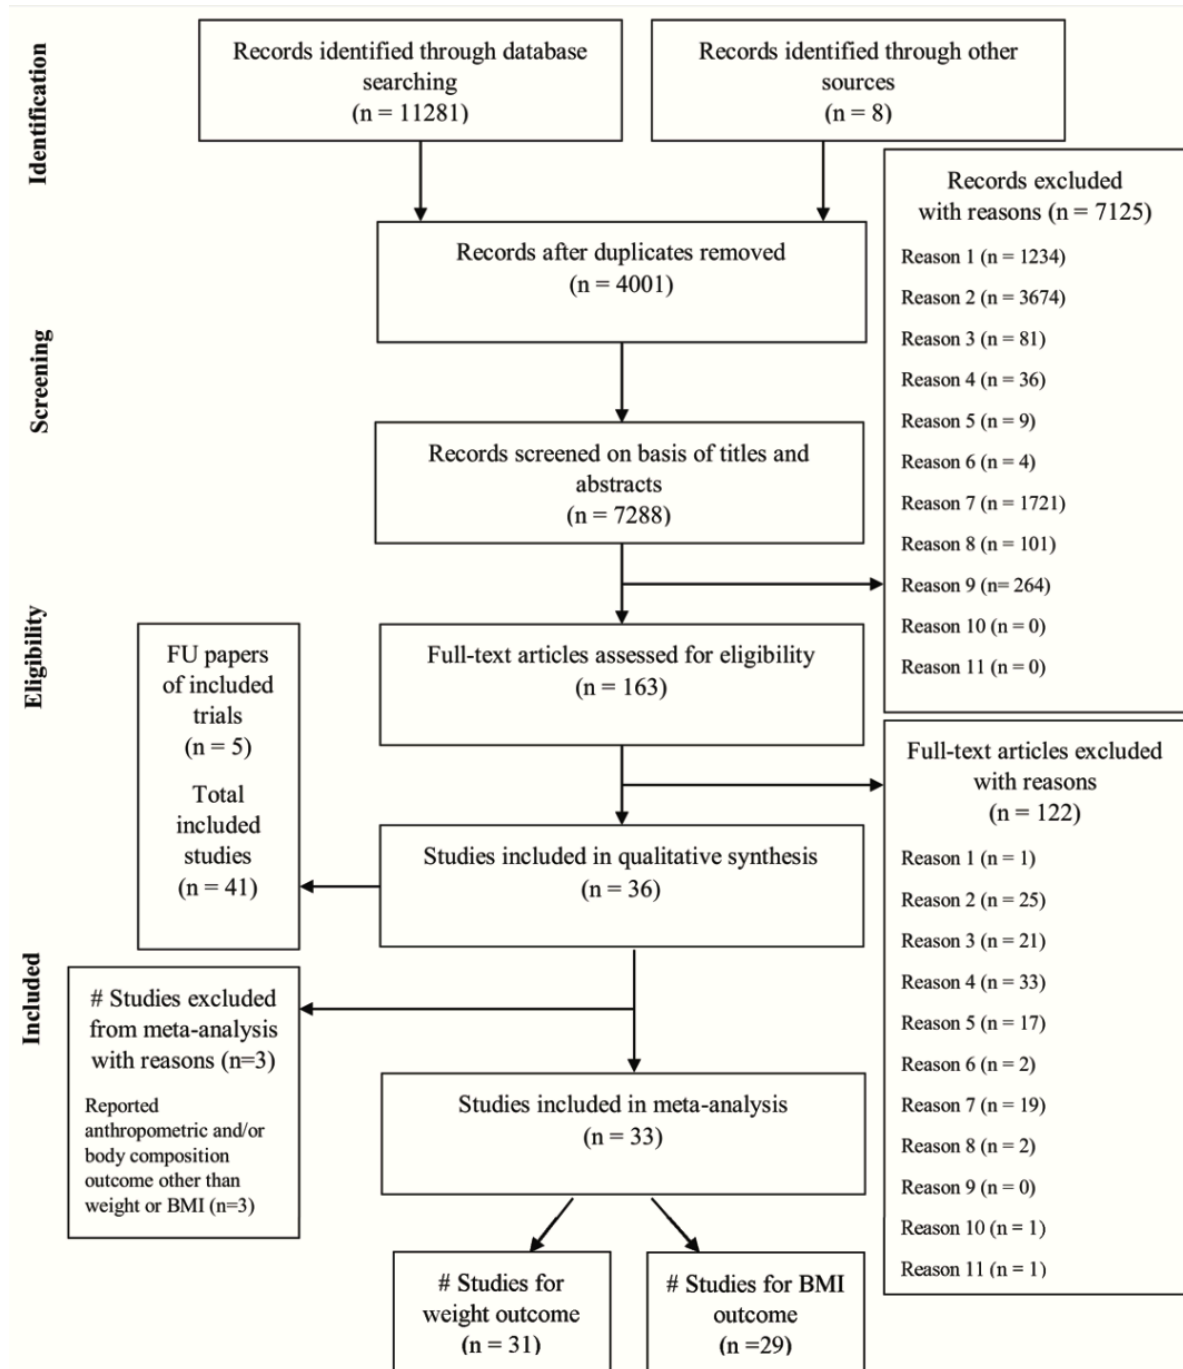 Identification
Records identified through database
searching
(n = 11281)
Records identified through other
sources
(n = 8)
Records excluded
with reasons (n = 7125)
Reason 1 (n = 1234)
Reason 2 (n = 3674)
Reason 3 (n = 81)
Reason 4 (n = 36)
Reason 5 (n = 9)
Reason 6 (n = 4)
Reason 7 (n = 1721)
Reason 8 (n = 101)
Reason 9 (n= 264)
Reason 10 (n = 0)
Reason 11 (n = 0)
Records after duplicates removed
(n = 4001)
Screening
Records screened on basis of titles and
abstracts
(n = 7288)
Eligibility
Full-text articles assessed for eligibility
(n = 163)
FU papers
of included
trials
(n = 5)
Total
included
studies
(n = 41)
Full-text articles excluded
with reasons
(n = 122)
Reason 1 (n = 1)
Reason 2 (n = 25)
Reason 3 (n = 21)
Reason 4 (n = 33)
Reason 5 (n = 17)
Reason 6 (n = 2)
Reason 7 (n = 19)
Reason 8 (n = 2)
Reason 9 (n = 0)
Reason 10 (n = 1)
Reason 11 (n = 1)
Studies included in qualitative synthesis
(n = 36)
Included
# Studies excluded
from meta-analysis
with reasons (n=3)
Reported
anthropometric and/or
body composition
outcome other than
weight or BMI (n=3)
Studies included in meta-analysis
(n = 33)
# Studies for
weight outcome
(n = 31)
# Studies for BMI
outcome
(n =29)